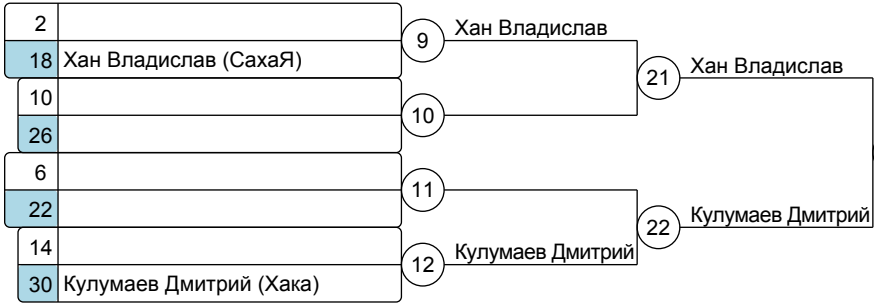 2
9 Хан Владислав
18 Хан Владислав (СахаЯ)
21 Хан Владислав
10
10
26
6
11
22
22 Кулумаев Дмитрий
14
12 Кулумаев Дмитрий
30 Кулумаев Дмитрий (Хака)